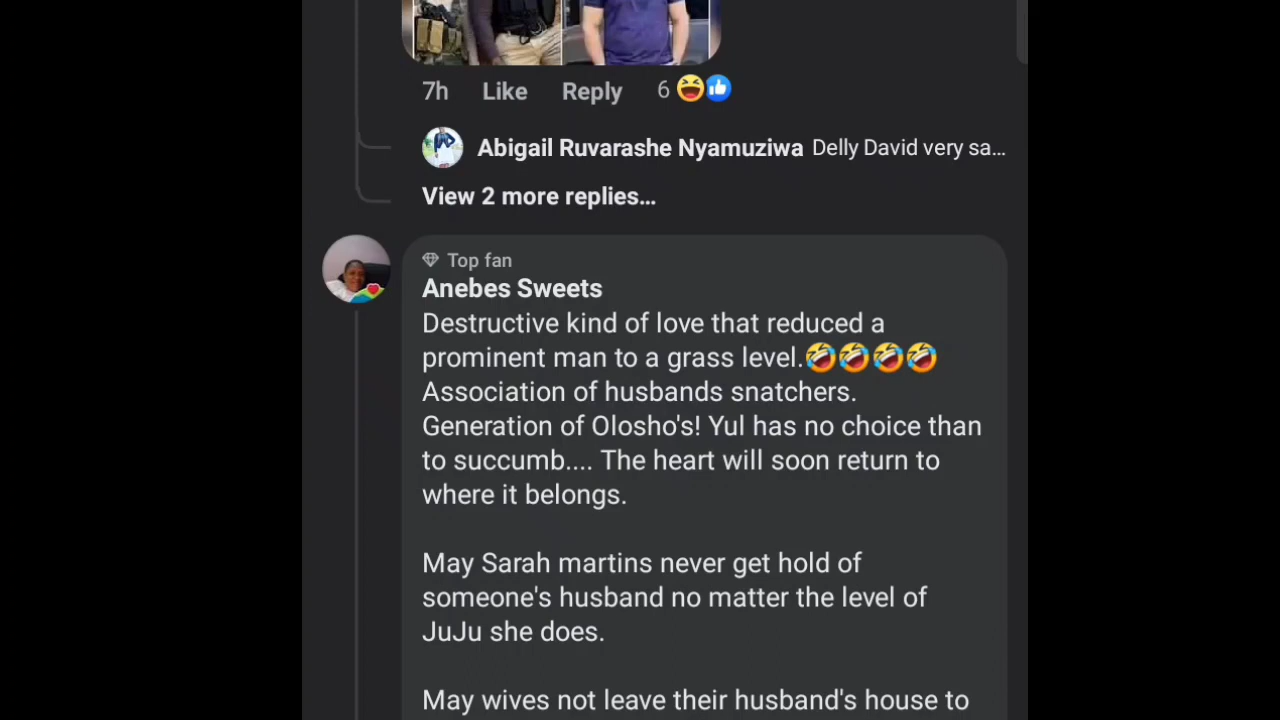 7h Like Reply 6
Abigail Ruvarashe Nyamuziwa Delly David very sa...
View 2 more replies...
Top fan
Anebes Sweets
Destructive kind of love that reduced a
prominent man to a grass level.🤣🤣🤣🤣
Association of husbands snatchers.
Generation of Olosho's! Yul has no choice than
to succumb.... The heart will soon return to
where it belongs.
May Sarah martins never get hold of
someone's husband no matter the level of
JuJu she does.
May wives not leave their husband's house to